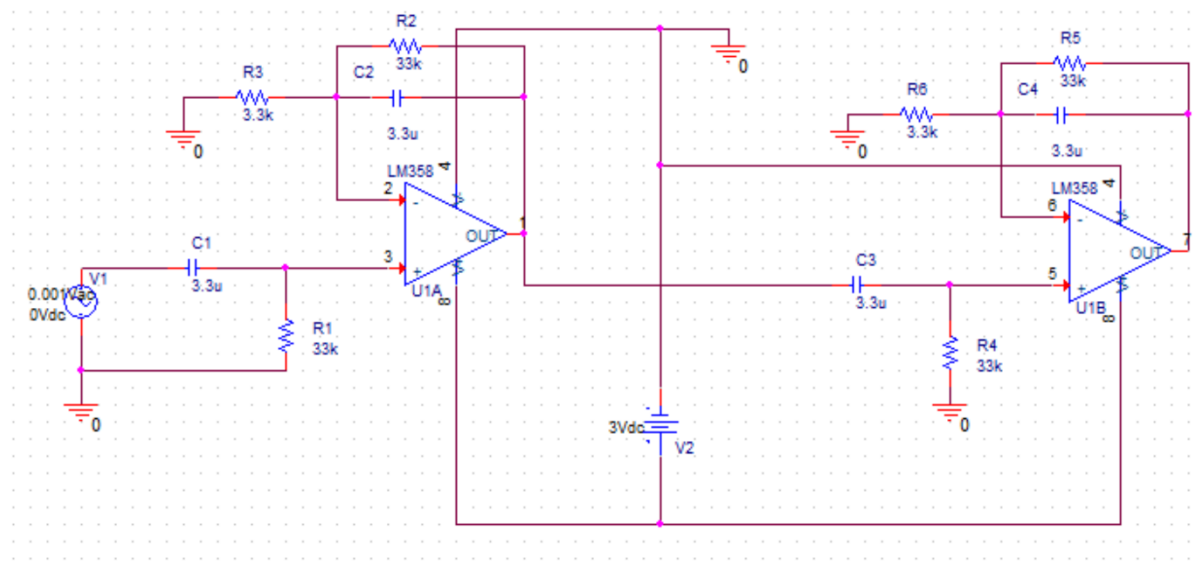 R2
33k
R3
3.3k
C2
3.3u
0
0
LM358
2
-
4
3
+
8
OUT
1
U1A
C1
3.3u
V1
0.001Vac
0Vdc
R1
33k
0
3Vdc
V2
R5
33k
R6
3.3k
C4
3.3u
0
LM358
6
-
4
5
+
8
OUT
7
U1B
C3
3.3u
R4
33k
0